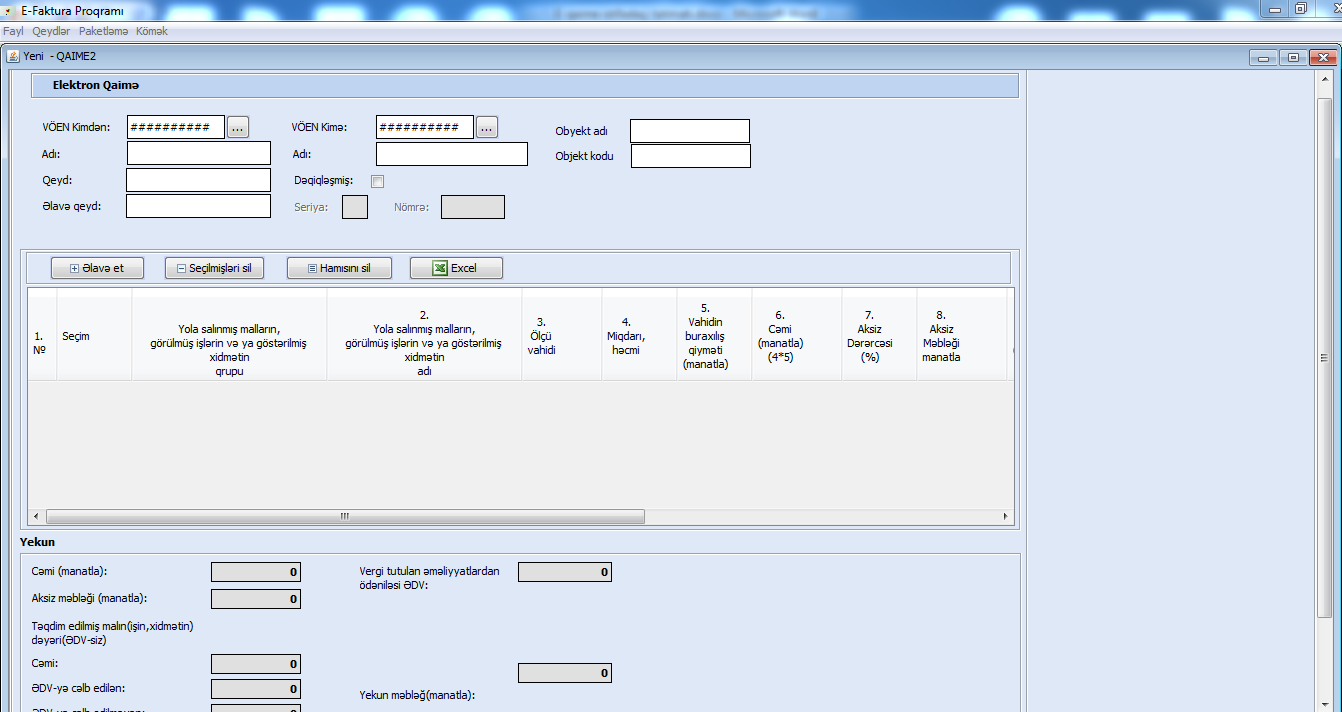 E-Faktura Proqramı
Fayl Qeydlər Paketləmə Kömək
Yeni - QAIME2
Elektron Qaimə
VÖEN Kimdən: ########## ... VÖEN Kimə: ########## ... Obyekt adı
Adı: Adı: Objekt kodu
Qeyd: Dəqiqləşmiş:
Əlavə qeyd: Seriya: Nömrə:
Əlavə et Seçilmişləri sil Hamısını sil Excel
1.
№
Seçim
Yola salınmış malların,
görülmüş işlərin və ya göstərilmiş
xidmətin
qrupu
2.
Yola salınmış malların,
görülmüş işlərin və ya göstərilmiş
xidmətin
adı
3.
Ölçü
vahidi
4.
Miqdarı,
həcmi
5.
Vahidin
buraxılış
qiyməti
(manatla)
6.
Cəmi
(manatla)
(4*5)
7.
Aksiz
Dərərcəsi
(%)
8.
Aksiz
Məbləği
manatla
Yekun
Cəmi (manatla): 0
Vergi tutulan əməliyyatlardan
ödəniləsi ƏDV: 0
Aksiz məbləği (manatla): 0
Təqdim edilmiş malın(işin,xidmətin)
dəyəri(ƏDV-siz)
Cəmi: 0
0
ƏDV-yə cəlb edilən: 0
Yekun məbləğ(manatla):